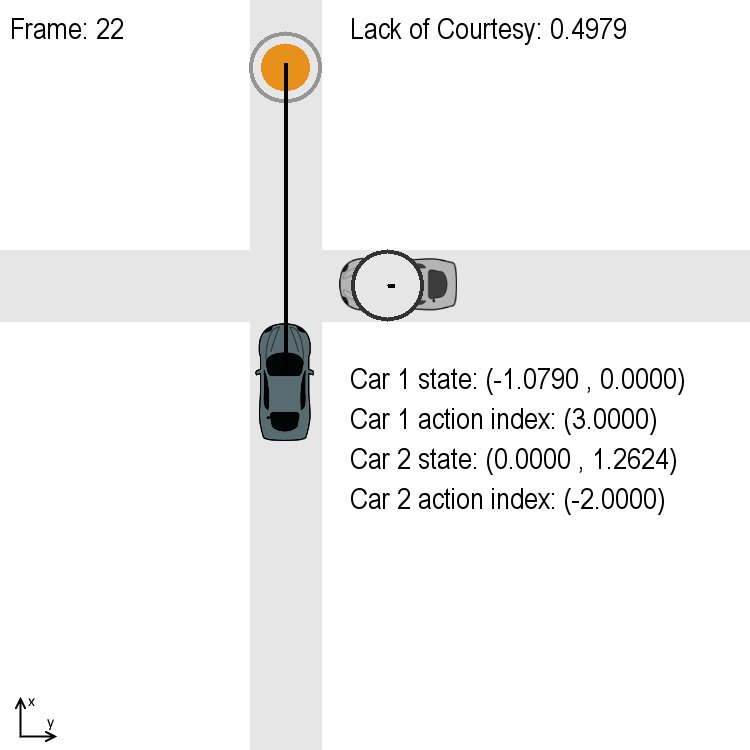 Frame: 22
Lack of Courtesy: 0.4979
Car 1 state: (-1.0790 , 0.0000)
Car 1 action index: (3.0000)
Car 2 state: (0.0000 , 1.2624)
Car 2 action index: (-2.0000)
x
y